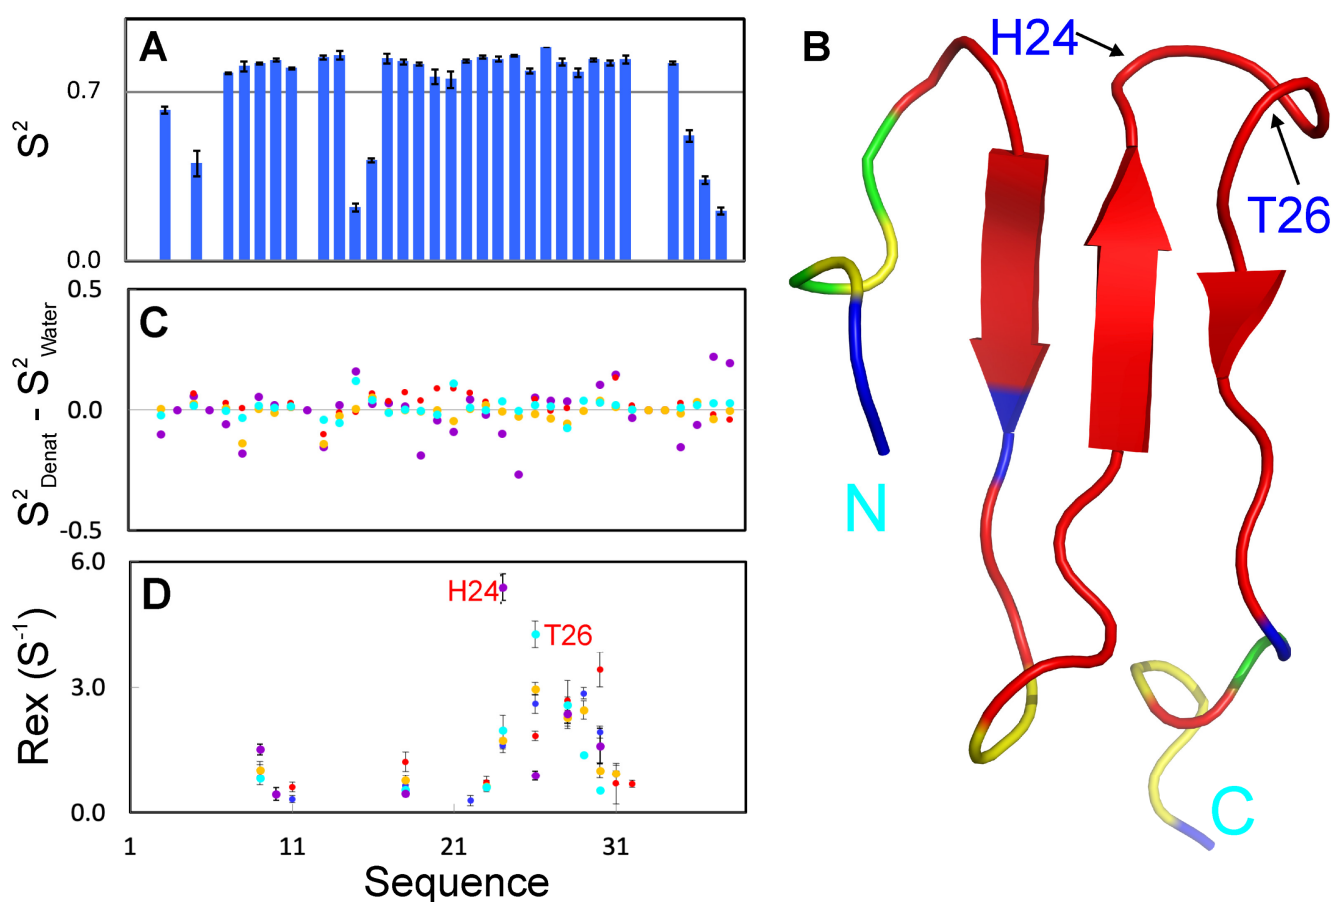 A
S2
0.7
0.0
C
S2Denat - S2Water
0.5
0.0
-0.5
D
Rex (S-1)
6.0
3.0
0.0
H24
T26
1
11
21
31
Sequence
B
H24
T26
N
C